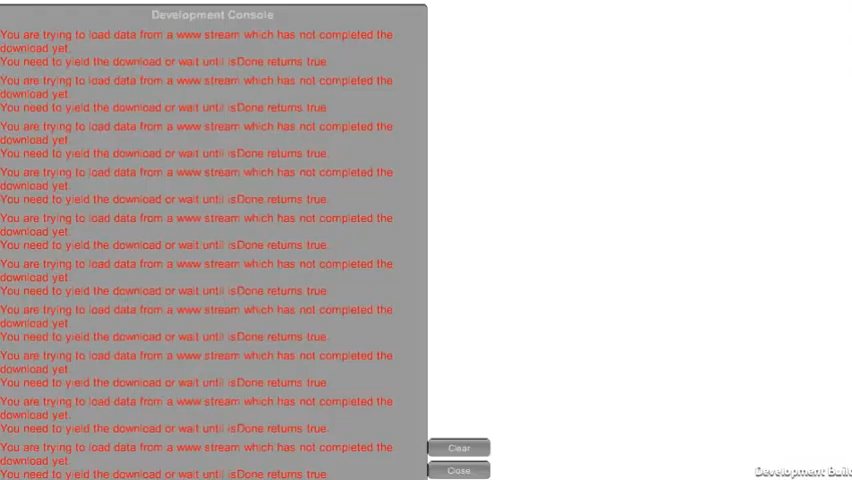 Development Console
You are trying to load data from a www stream which has not completed the
download yet.
You need to yield the download or wait until isDone returns true.
You are trying to load data from a www stream which has not completed the
download yet.
You need to yield the download or wait until isDone returns true.
You are trying to load data from a www stream which has not completed the
download yet.
You need to yield the download or wait until isDone returns true.
You are trying to load data from a www stream which has not completed the
download yet.
You need to yield the download or wait until isDone returns true.
You are trying to load data from a www stream which has not completed the
download yet.
You need to yield the download or wait until isDone returns true.
You are trying to load data from a www stream which has not completed the
download yet.
You need to yield the download or wait until isDone returns true.
You are trying to load data from a www stream which has not completed the
download yet.
You need to yield the download or wait until isDone returns true.
You are trying to load data from a www stream which has not completed the
download yet.
You need to yield the download or wait until isDone returns true.
You are trying to load data from a www stream which has not completed the
download yet.
You need to yield the download or wait until isDone returns true.
You are trying to load data from a www stream which has not completed the
download yet.
You need to yield the download or wait until isDone returns true.
Clear
Close
Development Build